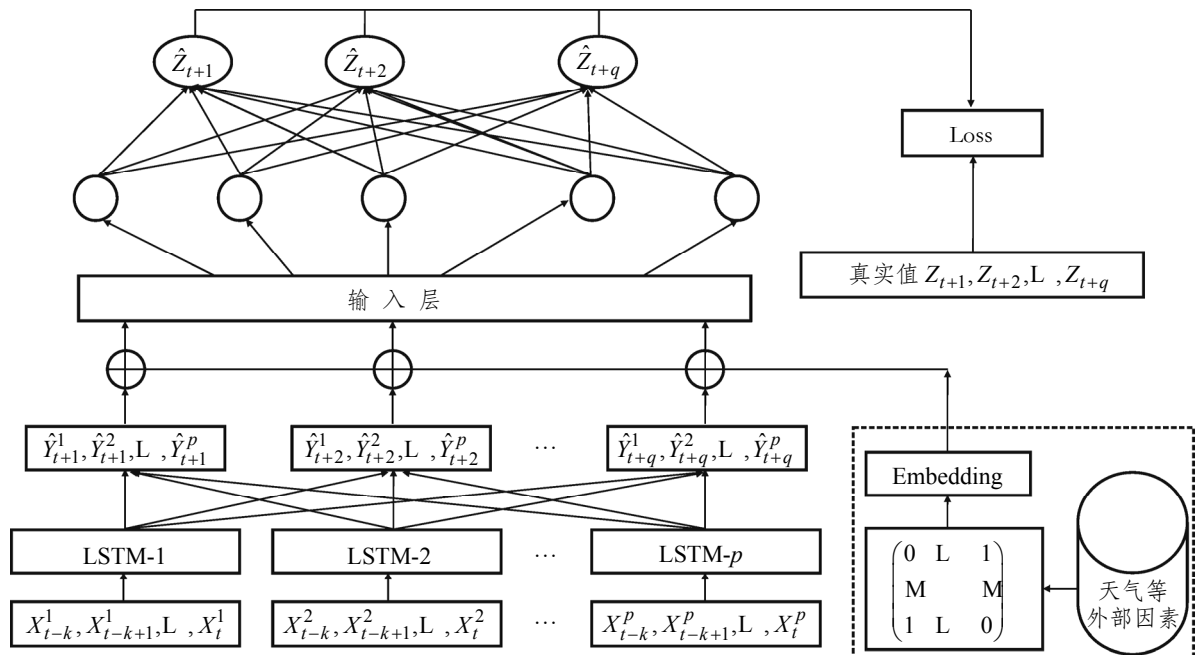 Ẑ_{t+1} Ẑ_{t+2} Ẑ_{t+q}
Loss
真实值 Z_{t+1}, Z_{t+2}, L , Z_{t+q}
输 入 层
Ŷ^1_{t+1}, Ŷ^2_{t+1}, L , Ŷ^p_{t+1} Ŷ^1_{t+2}, Ŷ^2_{t+2}, L , Ŷ^p_{t+2} ... Ŷ^1_{t+q}, Ŷ^2_{t+q}, L , Ŷ^p_{t+q}
Embedding
LSTM-1 LSTM-2 ... LSTM-p
X^1_{t-k}, X^1_{t-k+1}, L , X^1_t X^2_{t-k}, X^2_{t-k+1}, L , X^2_t ... X^p_{t-k}, X^p_{t-k+1}, L , X^p_t
0 L 1
M M
1 L 0
天气等
外部因素